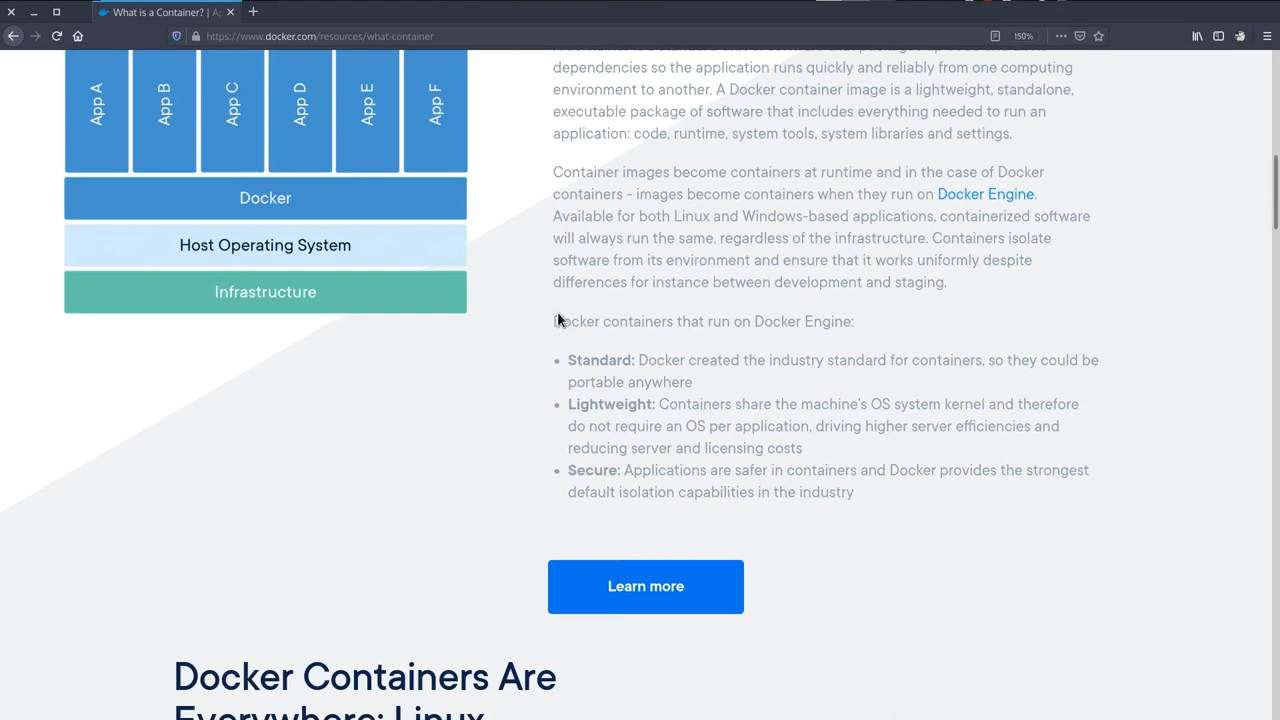 What is a Container? | A
https://www.docker.com/resources/what-container
150%
App A
App B
App C
App D
App E
App F
Docker
Host Operating System
Infrastructure
dependencies so the application runs quickly and reliably from one computing
environment to another. A Docker container image is a lightweight, standalone,
executable package of software that includes everything needed to run an
application: code, runtime, system tools, system libraries and settings.
Container images become containers at runtime and in the case of Docker
containers - images become containers when they run on Docker Engine.
Available for both Linux and Windows-based applications, containerized software
will always run the same, regardless of the infrastructure. Containers isolate
software from its environment and ensure that it works uniformly despite
differences for instance between development and staging.
Docker containers that run on Docker Engine:
• Standard: Docker created the industry standard for containers, so they could be
portable anywhere
• Lightweight: Containers share the machine's OS system kernel and therefore
do not require an OS per application, driving higher server efficiencies and
reducing server and licensing costs
• Secure: Applications are safer in containers and Docker provides the strongest
default isolation capabilities in the industry
Learn more
Docker Containers Are
Everywhere: Linux,